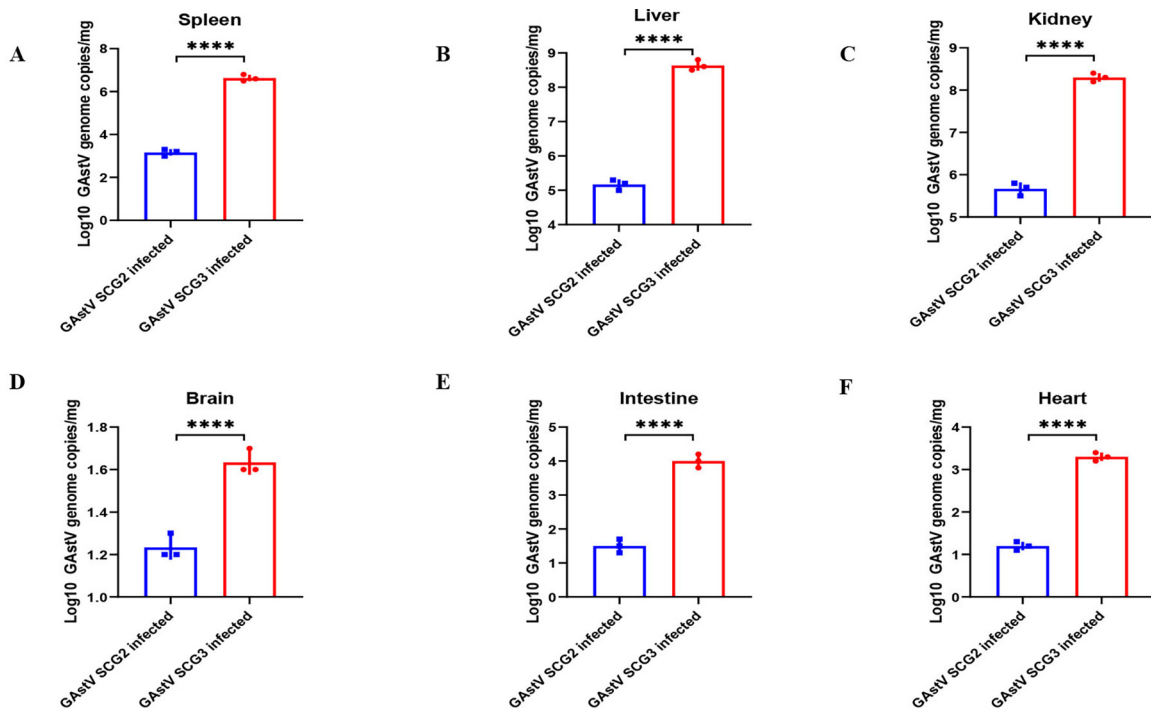 A
Spleen
****
Log10 GAstV genome copies/mg
8
6
4
2
0
GAstV SCG2 infected
GAstV SCG3 infected
B
Liver
****
Log10 GAstV genome copies/mg
9
8
7
6
5
4
GAstV SCG2 infected
GAstV SCG3 infected
C
Kidney
****
Log10 GAstV genome copies/mg
9
8
7
6
5
GAstV SCG2 infected
GAstV SCG3 infected
D
Brain
****
Log10 GAstV genome copies/mg
1.8
1.6
1.4
1.2
1.0
GAstV SCG2 infected
GAstV SCG3 infected
E
Intestine
****
Log10 GAstV genome copies/mg
5
4
3
2
1
0
GAstV SCG2 infected
GAstV SCG3 infected
F
Heart
****
Log10 GAstV genome copies/mg
4
3
2
1
0
GAstV SCG2 infected
GAstV SCG3 infected